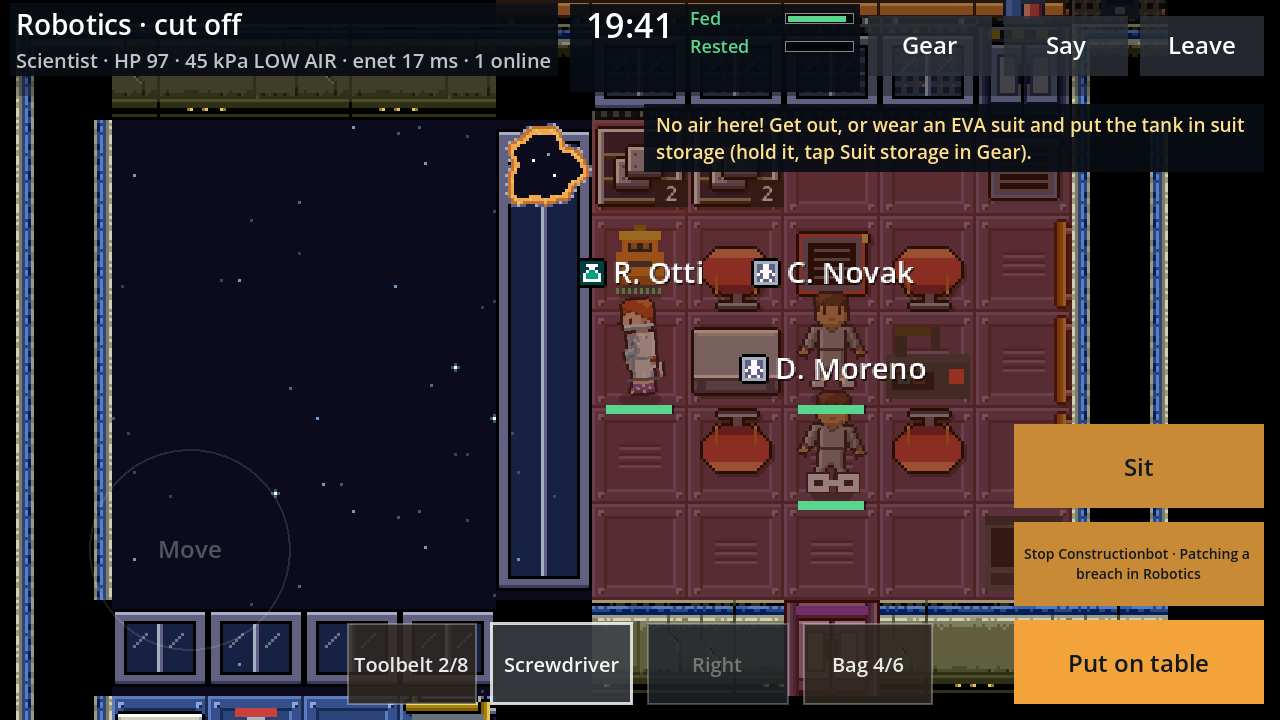 Robotics · cut off
Scientist · HP 97 · 45 kPa LOW AIR · enet 17 ms · 1 online
19:41
Fed
Rested
Gear
Say
Leave
No air here! Get out, or wear an EVA suit and put the tank in suit
storage (hold it, tap Suit storage in Gear).
2
2
R. Otti
C. Novak
D. Moreno
Move
Sit
Stop Constructionbot · Patching a
breach in Robotics
Put on table
Toolbelt 2/8
Screwdriver
Right
Bag 4/6